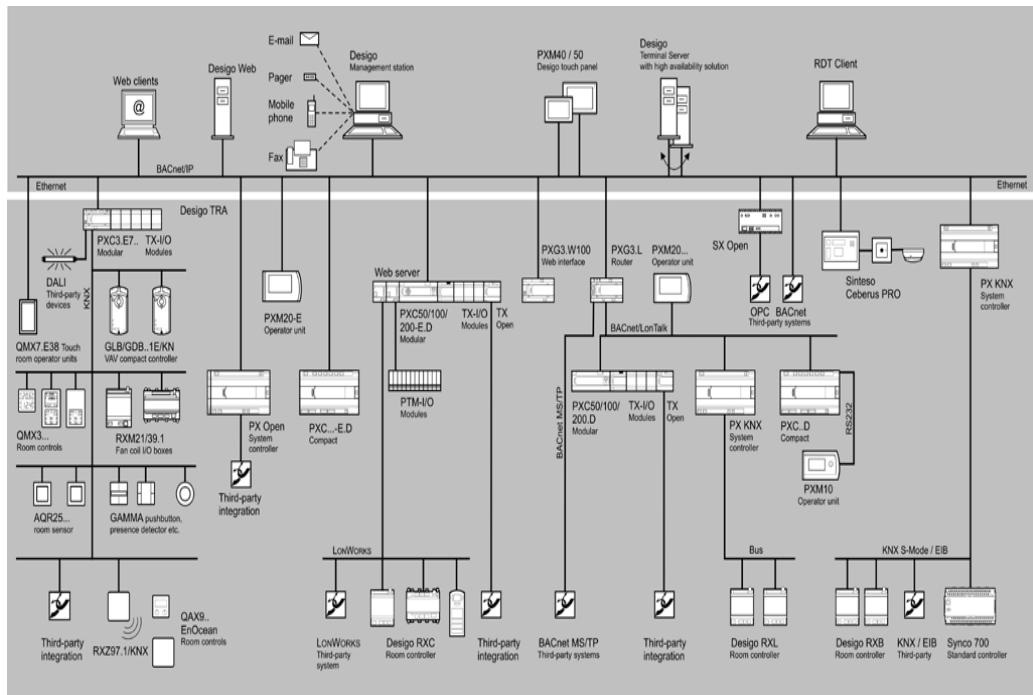 E-mail
Pager
Mobile
phone
Fax
Web clients
@
Desigo Web
Desigo
Management station
PXM40 / 50
Desigo touch panel
Desigo
Terminal Server
with high availability solution
RDT Client
BACnet/IP
Ethernet
Ethernet
Desigo TRA
PXC3.E7..
Modular
TX-I/O
Modules
DALI
Third-party
devices
KNX
QMX7.E38 Touch
room operator units
GLB/GDB..1E/KN
VAV compact controller
QMX3...
Room controls
RXM21/39.1
Fan coil I/O boxes
AQR25...
room sensor
GAMMA pushbutton,
presence detector etc.
Third-party
integration
RXZ97.1/KNX
QAX9..
EnOcean
Room controls
PXM20-E
Operator unit
PX Open
System
controller
Third-party
integration
PXC...-E.D
Compact
Web server
PXC50/100/
200-E.D
Modular
TX-I/O
Modules
TX
Open
PTM-I/O
Modules
LONWORKS
LONWORKS
Third-party
system
Desigo RXC
Room controller
Third-party
integration
PXG3.W100
Web interface
PXG3.L
Router
PXM20...
Operator unit
BACnet/LonTalk
BACnet MS/TP
PXC50/100/
200.D
Modular
TX-I/O
Modules
TX
Open
PX KNX
System
controller
PXC..D
Compact
RS232
PXM10
Operator unit
BACnet MS/TP
Third-party systems
Third-party
integration
Bus
Desigo RXL
Room controller
SX Open
OPC
BACnet
Third-party systems
Sinteso
Ceberus PRO
PX KNX
System
controller
KNX S-Mode / EIB
Desigo RXB
Room controller
KNX / EIB
Third-party
Synco 700
Standard controller